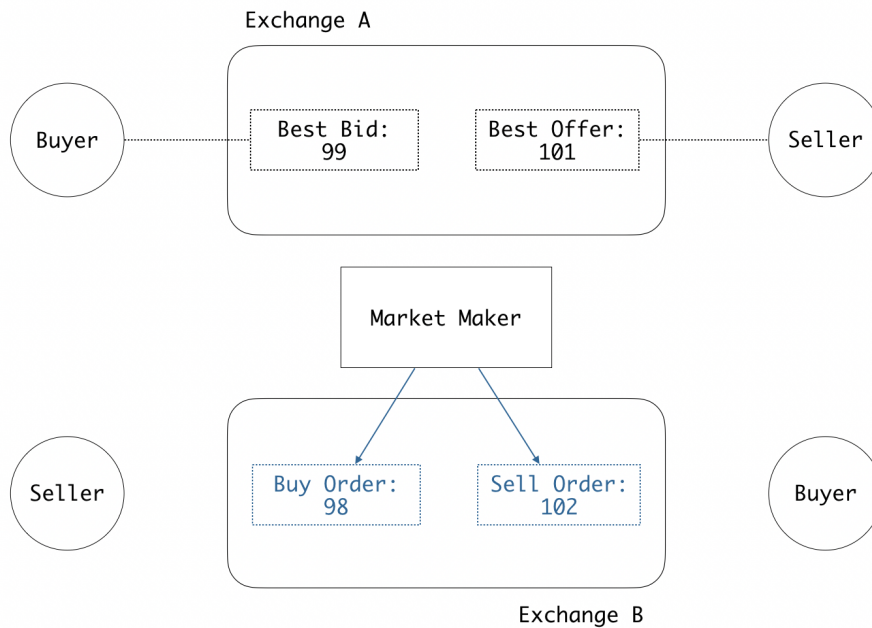 Exchange A
Buyer
Best Bid:
99
Best Offer:
101
Seller
Market Maker
Seller
Buy Order:
98
Sell Order:
102
Buyer
Exchange B